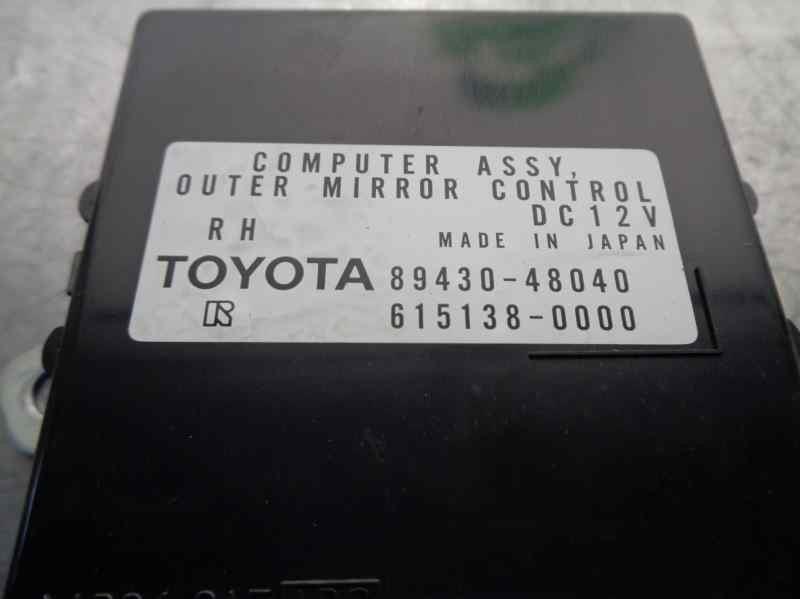 COMPUTER ASSY,
OUTER MIRROR CONTROL
DC12V
RH
MADE IN JAPAN
TOYOTA 89430-48040
R 615138-0000